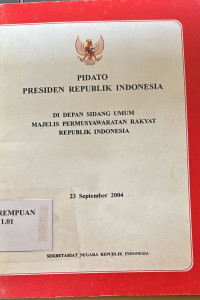 PIDATO
PRESIDEN REPUBLIK INDONESIA
DI DEPAN SIDANG UMUM
MAJELIS PERMUSYAWARATAN RAKYAT
REPUBLIK INDONESIA
23 September 2004
REMPUAN
1.01
SEKRETARIAT NEGARA REPUBLIK INDONESIA